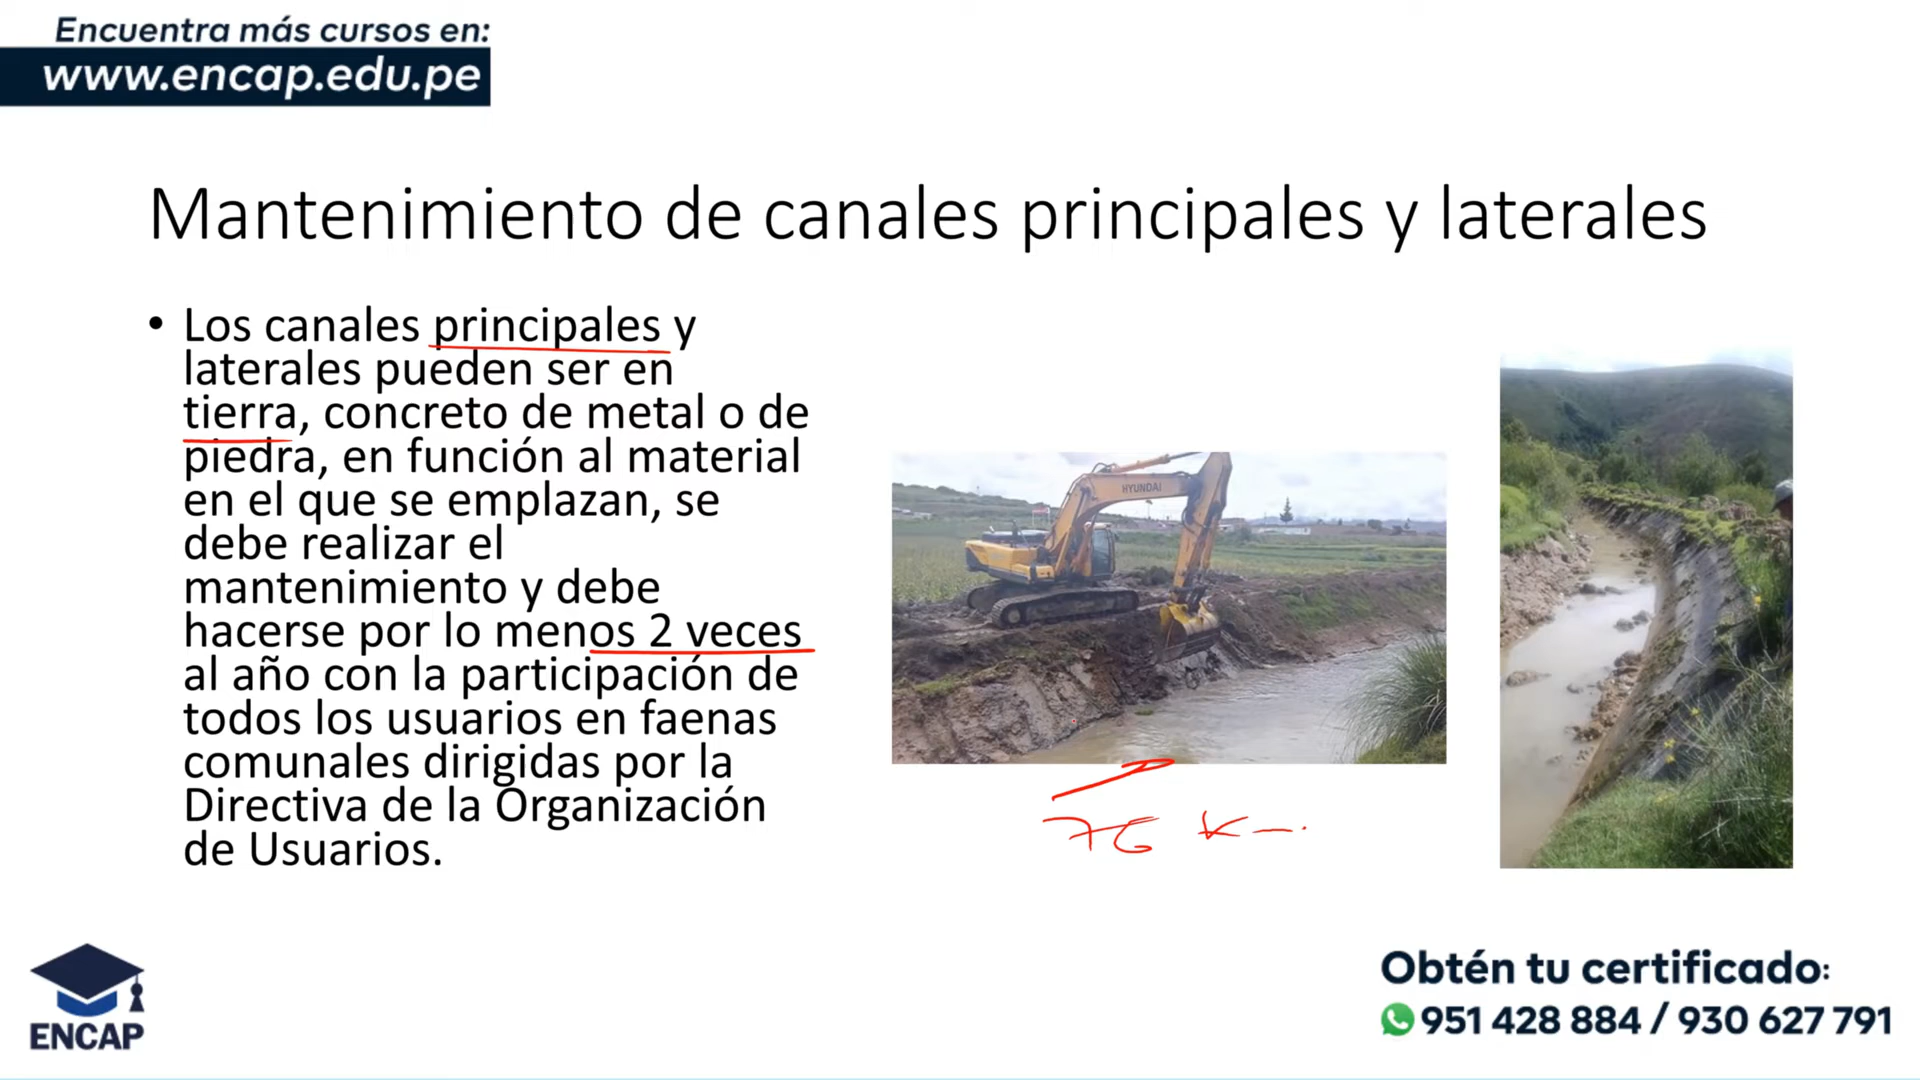 Encuentra más cursos en:
www.encap.edu.pe
Mantenimiento de canales principales y laterales
• Los canales principales y
laterales pueden ser en
tierra, concreto de metal o de
piedra, en función al material
en el que se emplazan, se
debe realizar el
mantenimiento y debe
hacerse por lo menos 2 veces
al año con la participación de
todos los usuarios en faenas
comunales dirigidas por la
Directiva de la Organización
de Usuarios.
HYUNDAI
76
ENCAP
Obtén tu certificado:
951 428 884 / 930 627 791